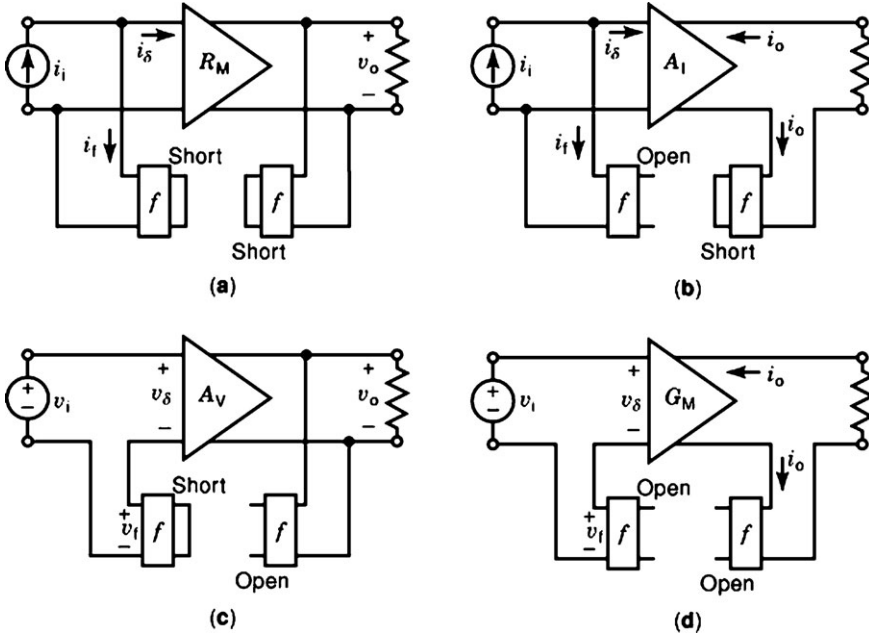 i_i
i_δ
R_M
+
v_o
−
i_f
Short
f
f
Short
(a)
i_i
i_δ
A_I
i_o
i_f
Open
i_o
f
f
Short
(b)
+
−
v_i
+
v_δ
−
A_V
+
v_o
−
Short
+
v_f
−
f
f
Open
(c)
+
−
v_i
+
v_δ
−
G_M
i_o
Open
i_o
+
v_f
−
f
f
Open
(d)